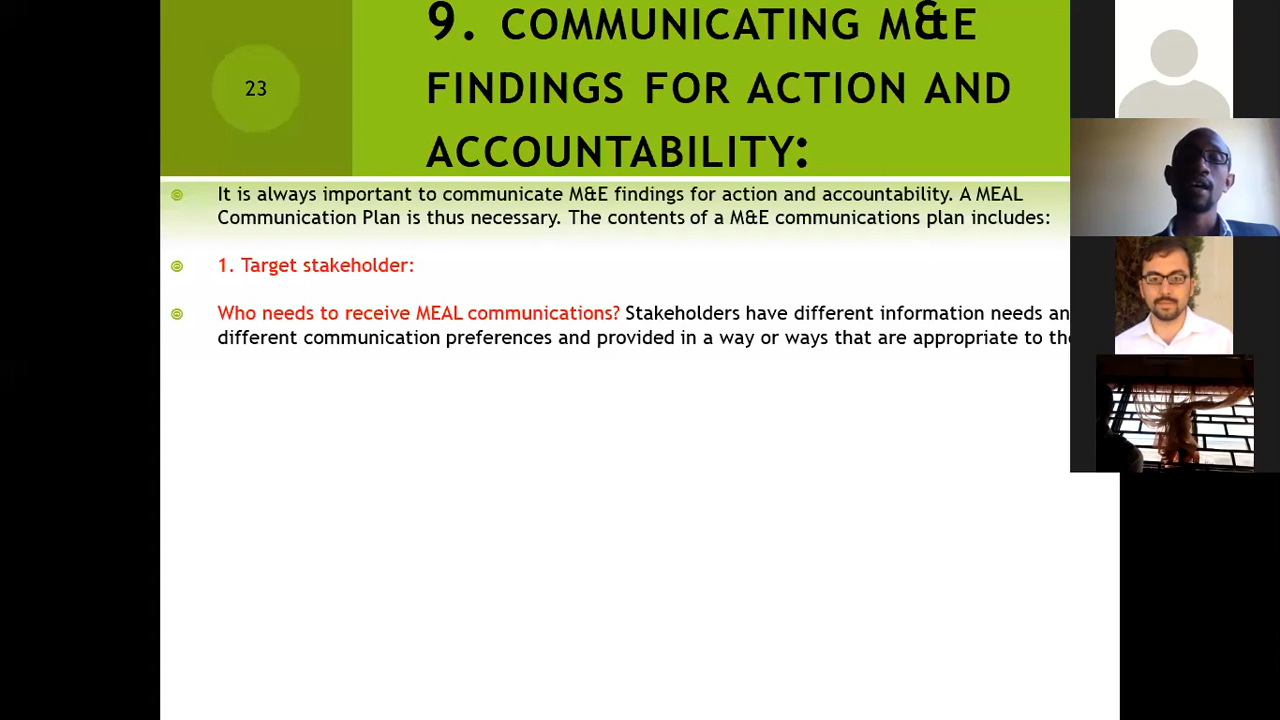 23
9. COMMUNICATING M&E
FINDINGS FOR ACTION AND
ACCOUNTABILITY:
It is always important to communicate M&E findings for action and accountability. A MEAL
Communication Plan is thus necessary. The contents of a M&E communications plan includes:
1. Target stakeholder:
Who needs to receive MEAL communications? Stakeholders have different information needs
different communication preferences and provided in a way or ways that are appropriate to